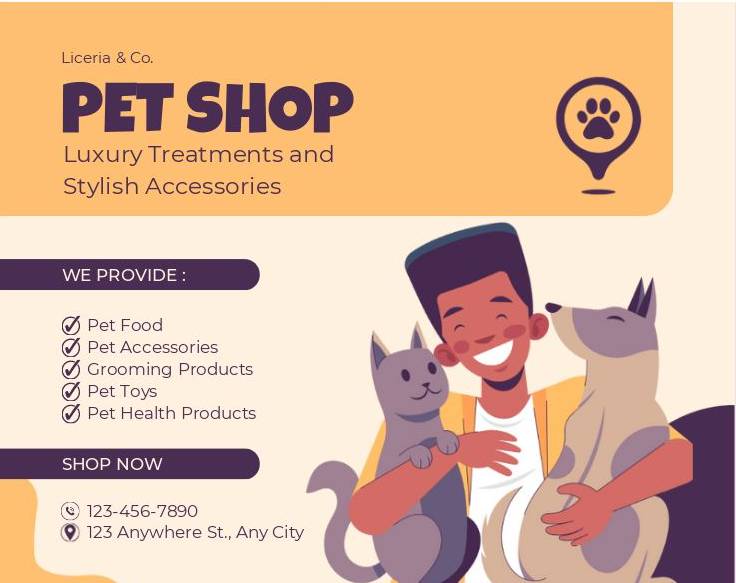 Liceria & Co.
PET SHOP
Luxury Treatments and
Stylish Accessories
WE PROVIDE :
Pet Food
Pet Accessories
Grooming Products
Pet Toys
Pet Health Products
SHOP NOW
123-456-7890
123 Anywhere St., Any City